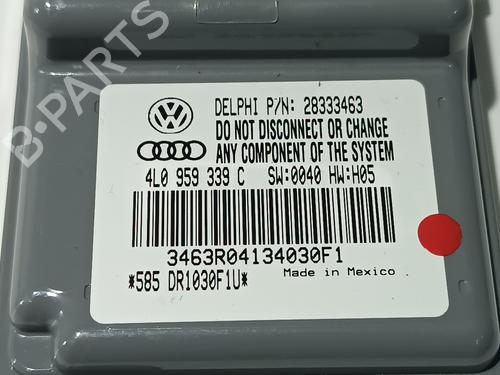 DELPHI P/N: 28333463
DO NOT DISCONNECT OR CHANGE
ANY COMPONENT OF THE SYSTEM
4L0 959 339 C SW:0040 HW:H05
3463R04134030F1
*585 DR1030F1U* Made in Mexico
B-PARTS